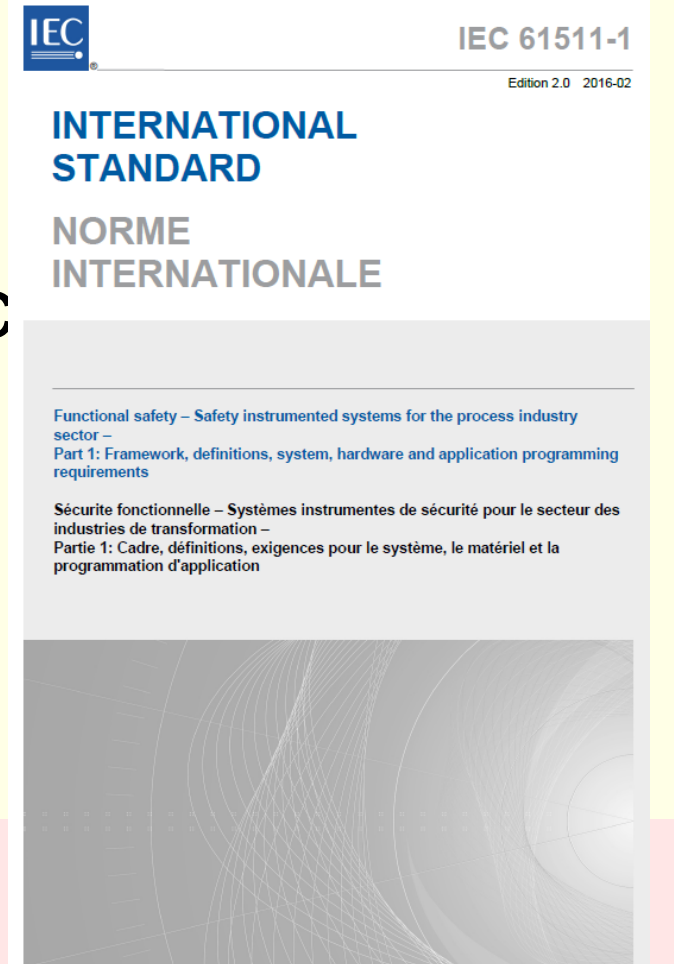 IEC
®
IEC 61511-1
Edition 2.0 2016-02
INTERNATIONAL
STANDARD
NORME
INTERNATIONALE
Functional safety – Safety instrumented systems for the process industry
sector –
Part 1: Framework, definitions, system, hardware and application programming
requirements
Sécurite fonctionnelle – Systèmes instrumentes de sécurité pour le secteur des
industries de transformation –
Partie 1: Cadre, définitions, exigences pour le système, le matériel et la
programmation d'application